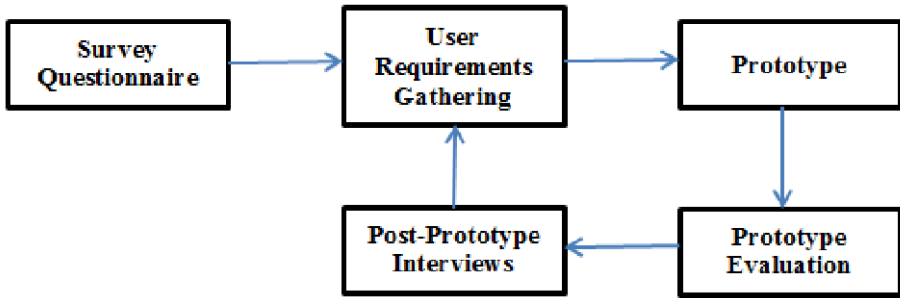 Survey
Questionnaire
User
Requirements
Gathering
Prototype
Post-Prototype
Interviews
Prototype
Evaluation